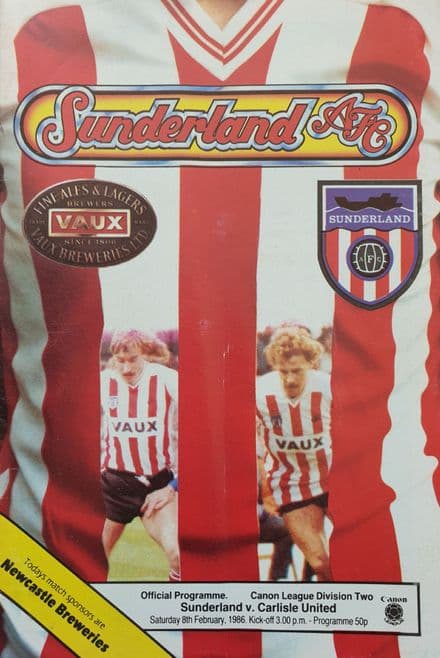 Sunderland AFC
FINE ALES & LAGERS
BREWERS
VAUX
SINCE 1806
VAUX BREWERIES LTD
SUNDERLAND
A F C
VAUX
VAUX
Todays match sponsors are
Newcastle Breweries
Official Programme. Canon League Division Two
Sunderland v. Carlisle United
Saturday 8th February, 1986. Kick-off 3.00 p.m. - Programme 50p
Canon